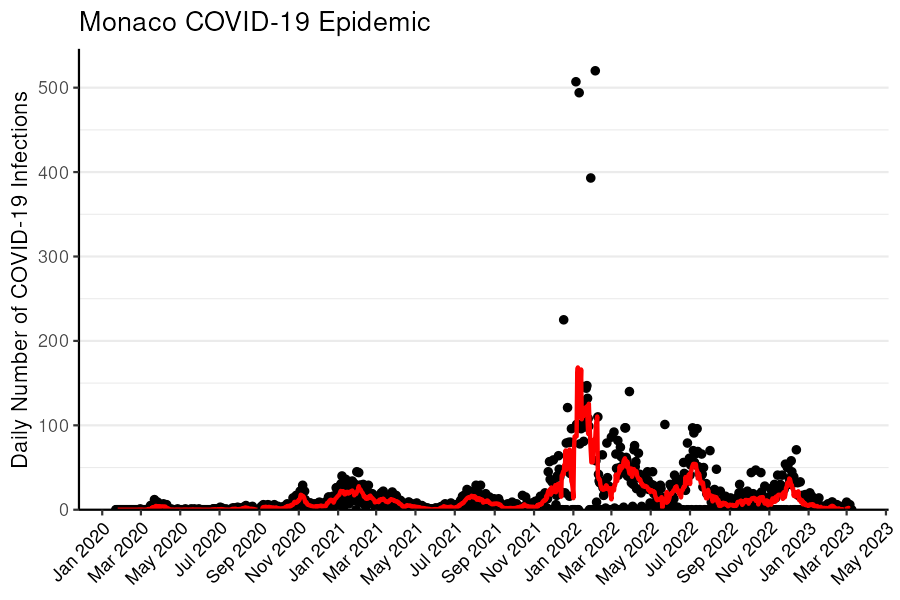 Monaco COVID-19 Epidemic
Daily Number of COVID-19 Infections
500
400
300
200
100
0
Jan 2020
Mar 2020
May 2020
Jul 2020
Sep 2020
Nov 2020
Jan 2021
Mar 2021
May 2021
Jul 2021
Sep 2021
Nov 2021
Jan 2022
Mar 2022
May 2022
Jul 2022
Sep 2022
Nov 2022
Jan 2023
Mar 2023
May 2023